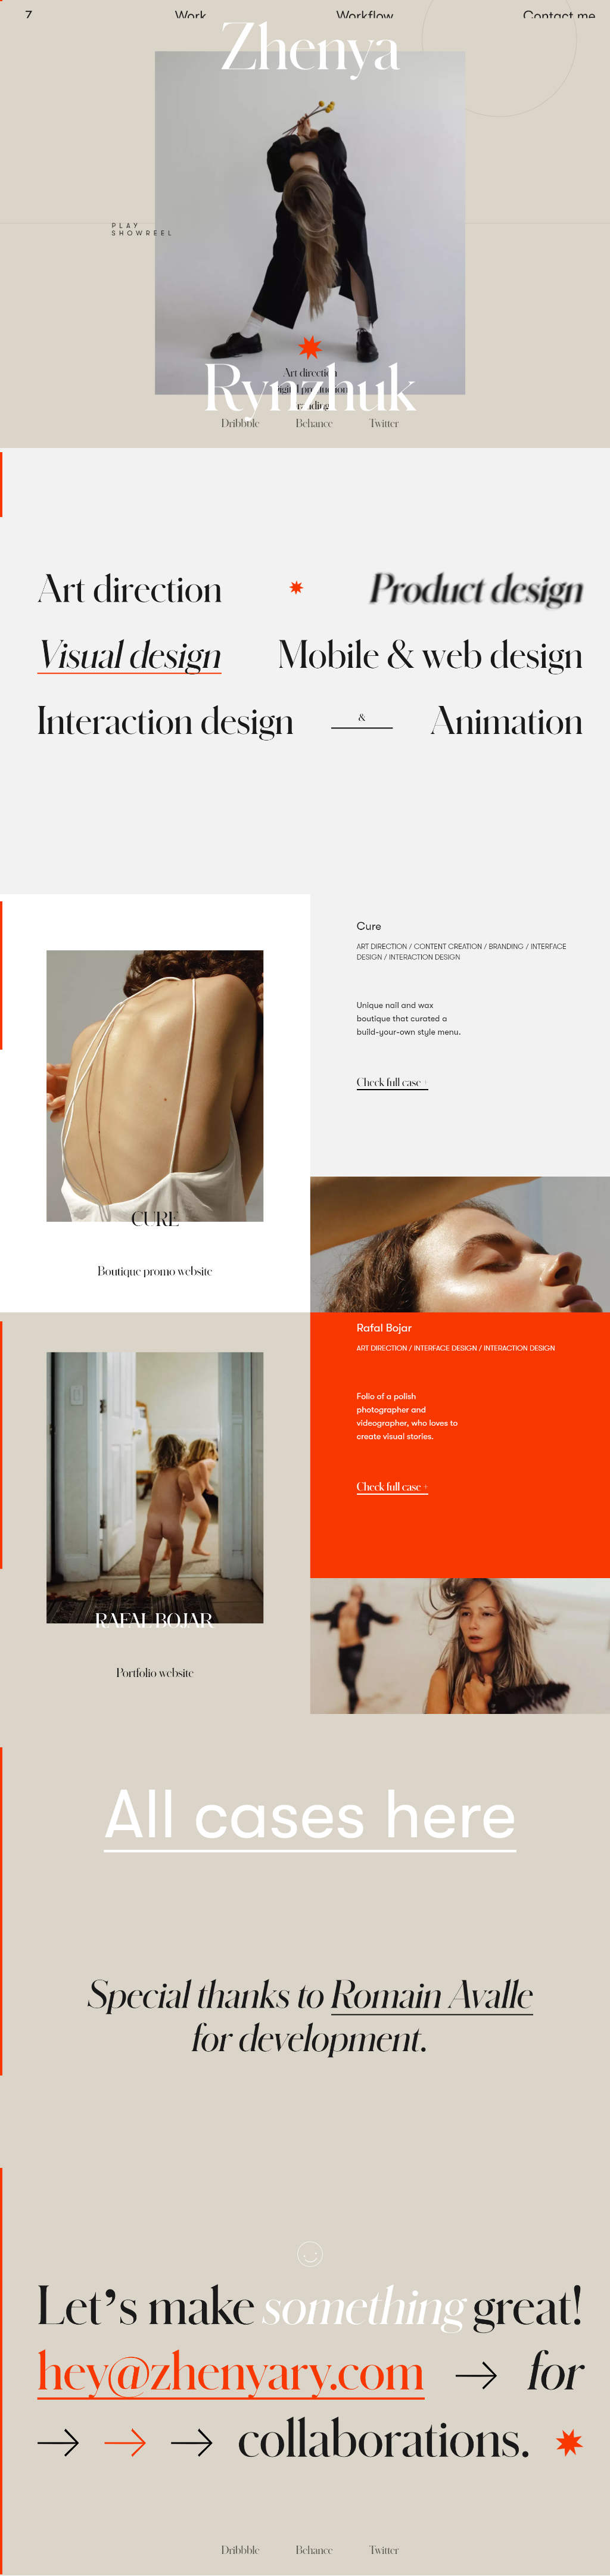 Z
Work
Workflow
Contact me
Zhenya
PLAY
SHOWREEL
Art direction
Digital production
Branding
Rynzhuk
Dribbble Behance Twitter
Art direction Product design
Visual design Mobile & web design
Interaction design & Animation
Cure
ART DIRECTION / CONTENT CREATION / BRANDING / INTERFACE
DESIGN / INTERACTION DESIGN
Unique nail and wax
boutique that curated a
build-your-own style menu.
Check full case +
CURE
Boutique promo website
Rafal Bojar
ART DIRECTION / INTERFACE DESIGN / INTERACTION DESIGN
Folio of a polish
photographer and
videographer, who loves to
create visual stories.
Check full case +
RAFAL BOJAR
Portfolio website
All cases here
Special thanks to Romain Avalle
for development.
Let's make something great!
hey@zhenyary.com → for
→ → → collaborations.
Dribbble Behance Twitter